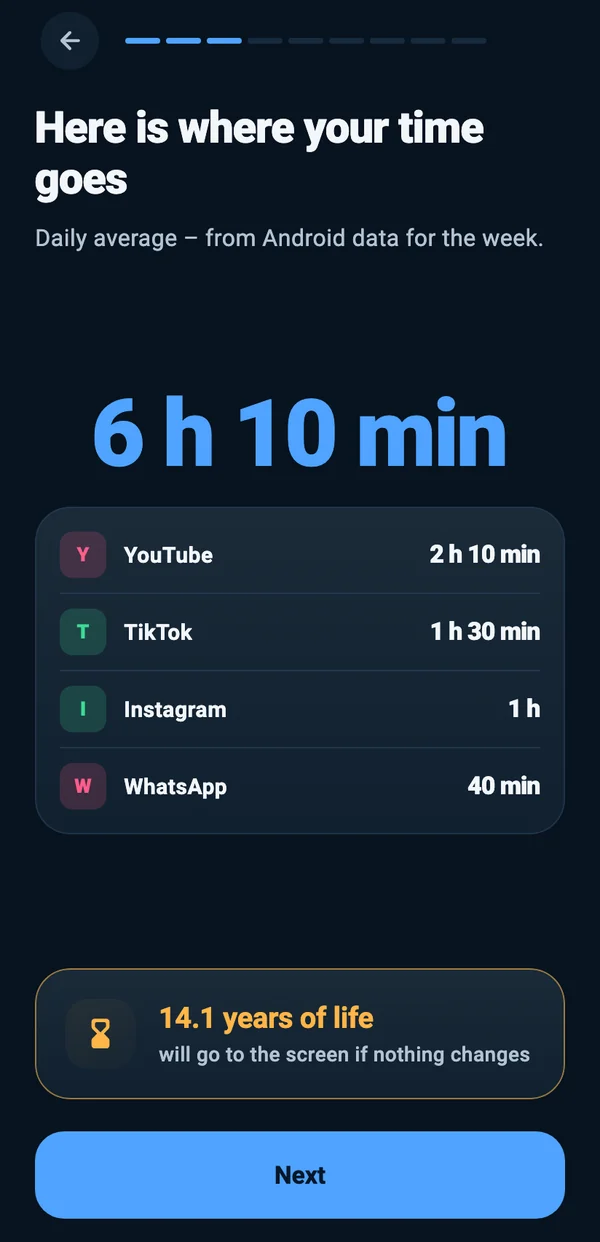 Here is where your time
goes
Daily average – from Android data for the week.
6 h 10 min
Y YouTube 2 h 10 min
T TikTok 1 h 30 min
I Instagram 1 h
W WhatsApp 40 min
14.1 years of life
will go to the screen if nothing changes
Next